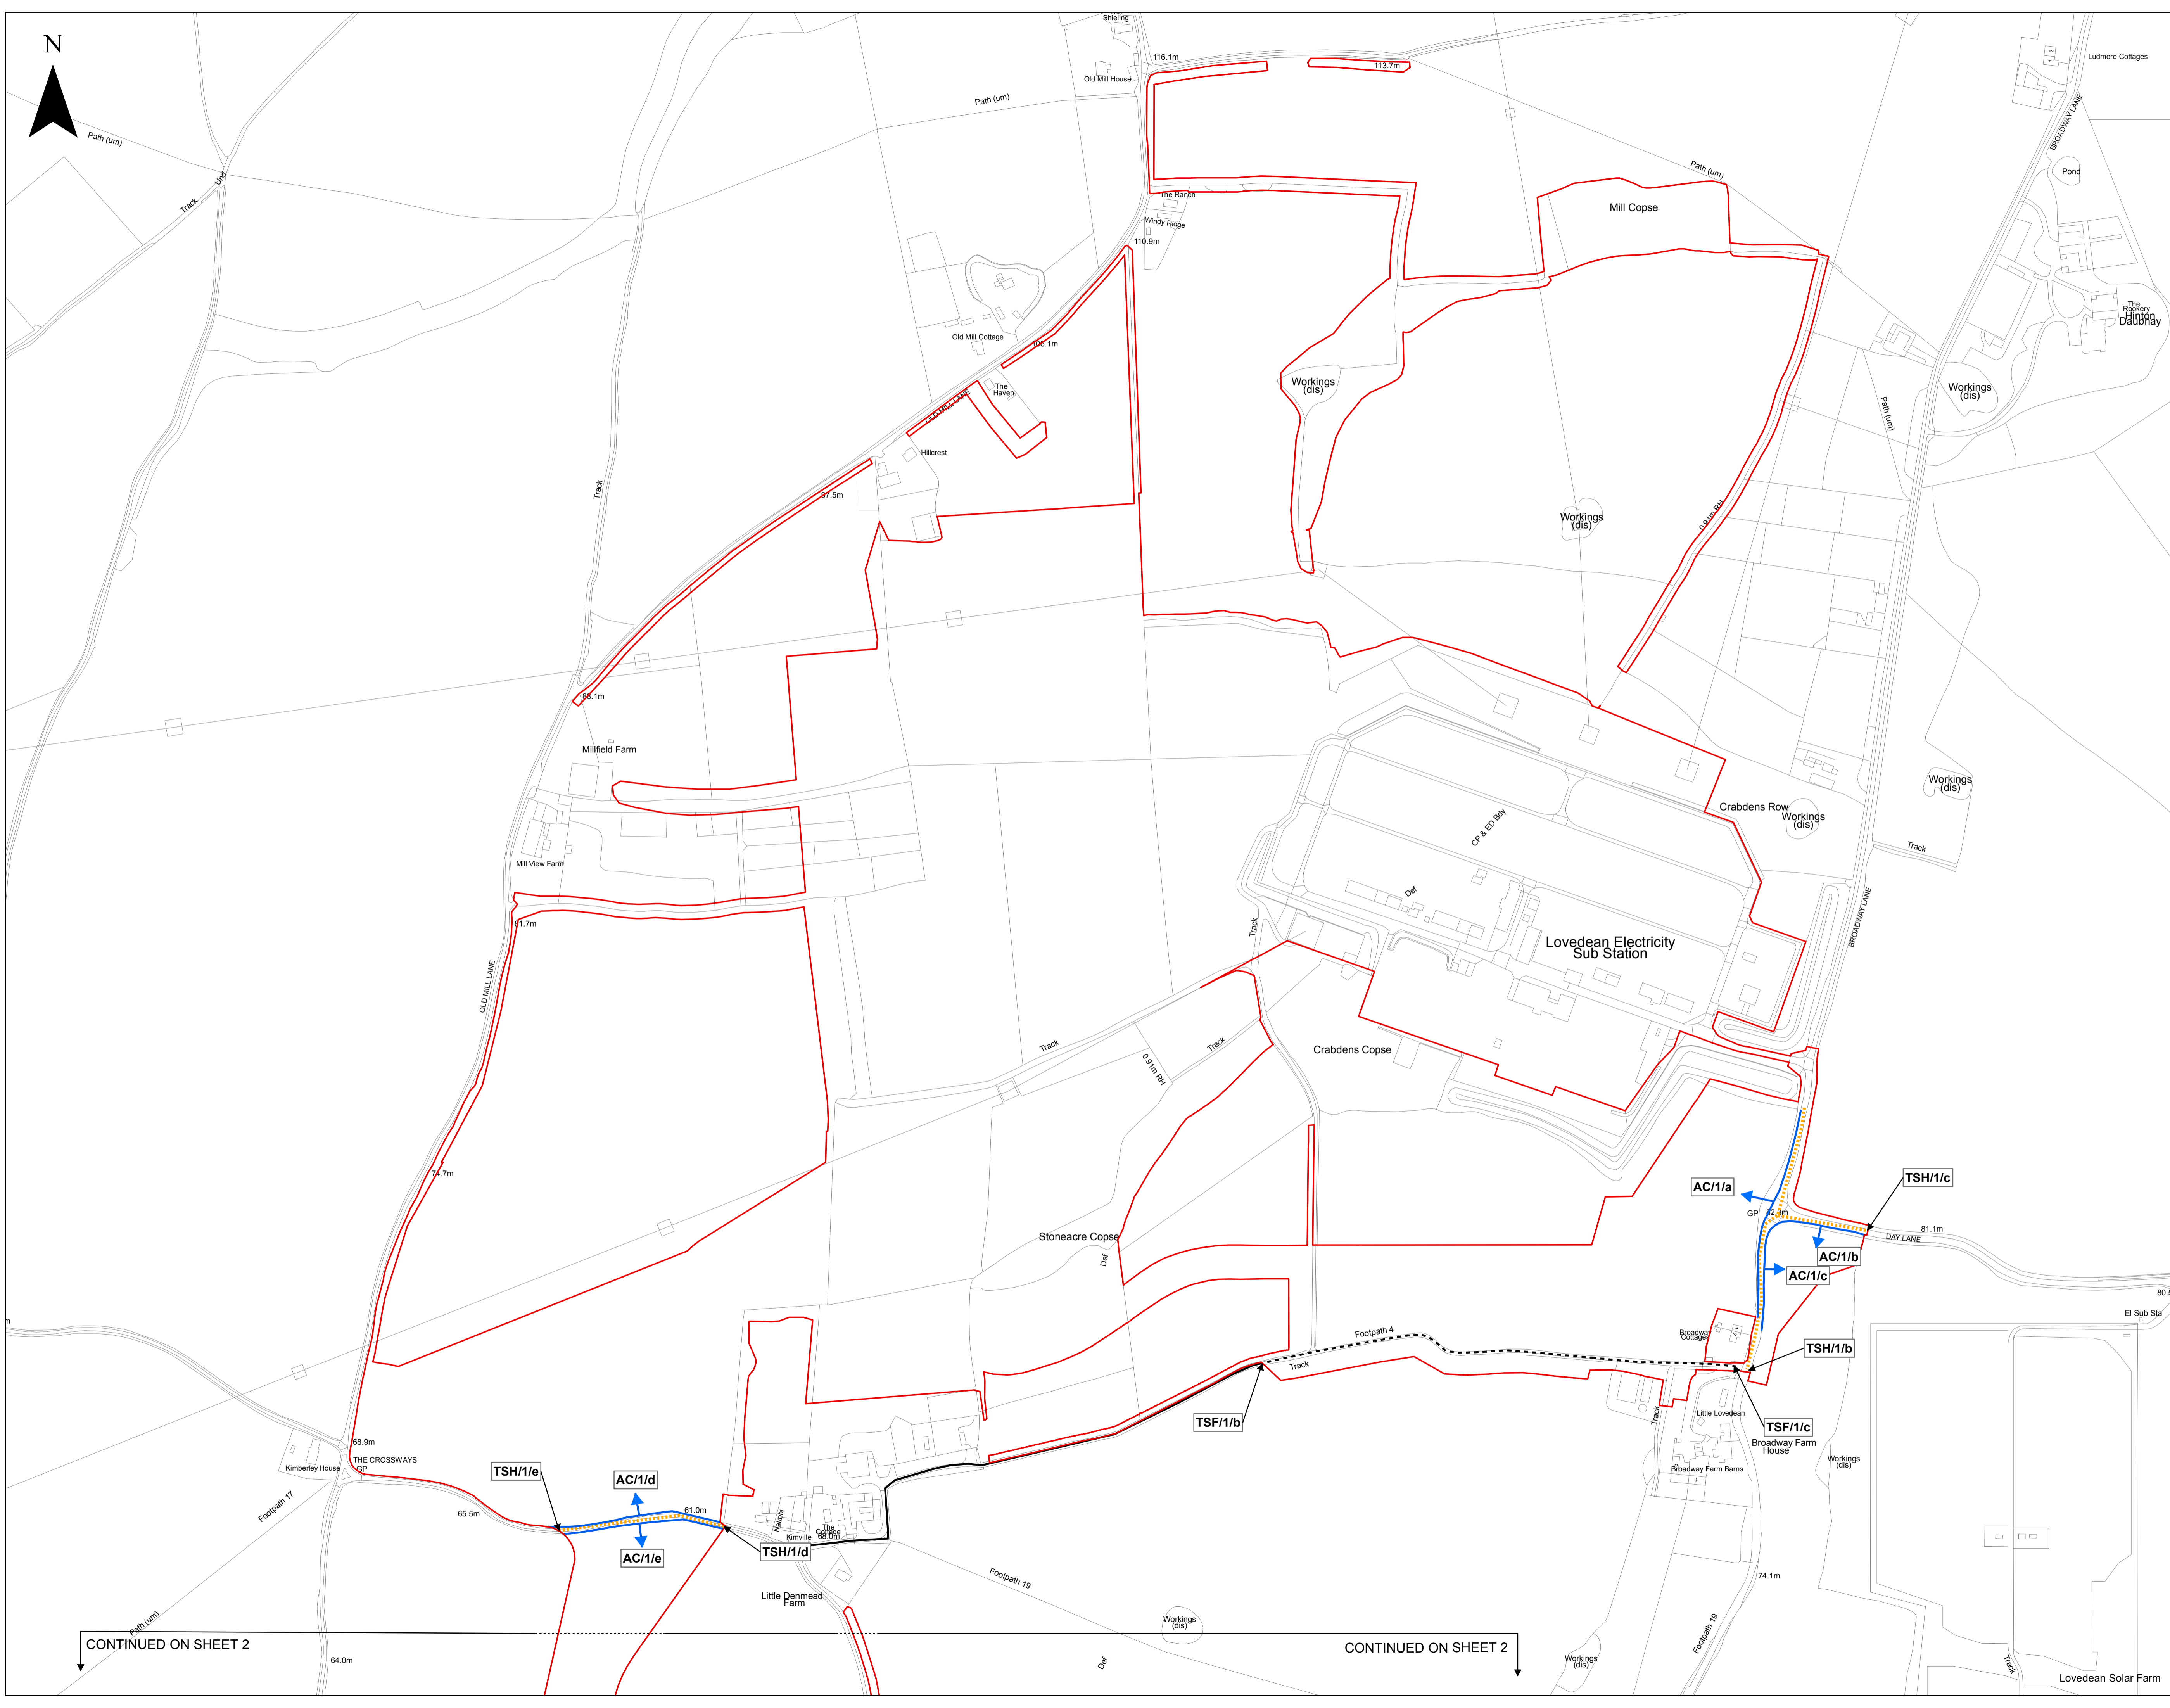 N
The
Shieling
116.1m
113.7m
Old Mill House
Path (um)
Path (um)
Track
Und
Ludmore Cottages
1
2
BROADWAY LANE
Pond
Path (um)
Mill Copse
The Ranch
Windy Ridge
110.9m
The
Rookery
Hinton
Daubnay
Old Mill Cottage
106.1m
The
Haven
OLD MILL LANE
Hillcrest
Workings
(dis)
Workings
(dis)
Path (um)
Track
97.5m
Workings
(dis)
0.91m RH
88.1m
Millfield Farm
Mill View Farm
81.7m
OLD MILL LANE
Workings
(dis)
Crabdens Row
Workings
(dis)
CP & ED Bdy
Def
Track
Track
BROADWAY LANE
Lovedean Electricity
Sub Station
Track
Track
0.91m RH
Crabdens Copse
74.7m
AC/1/a
TSH/1/c
GP
82.3m
81.1m
DAY LANE
AC/1/b
AC/1/c
Stoneacre Copse
Def
80.5
El Sub Sta
m
Footpath 4
Track
Broadway
Cottages
1
2
TSH/1/b
TSF/1/b
Little Lovedean
TSF/1/c
Track
Broadway Farm
House
68.9m
THE CROSSWAYS
GP
Kimberley House
TSH/1/e
AC/1/d
Broadway Farm Barns
Workings
(dis)
Footpath 17
65.5m
61.0m
Nairobi
The
Cottage
Kimville
68.0m
AC/1/e
TSH/1/d
Footpath 19
74.1m
Little Denmead
Farm
Path (um)
Workings
(dis)
Footpath 19
CONTINUED ON SHEET 2
CONTINUED ON SHEET 2
64.0m
Def
Workings
(dis)
Track
Lovedean Solar Farm